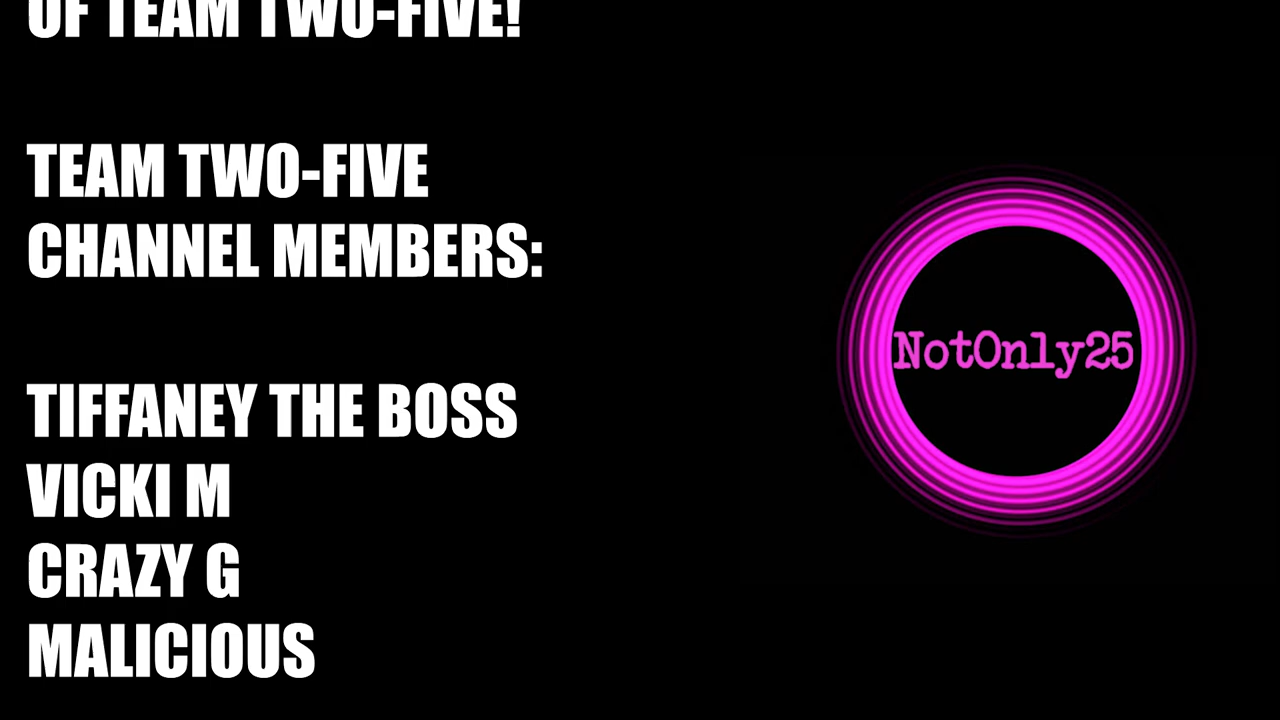 OF TEAM TWO-FIVE!
TEAM TWO-FIVE
CHANNEL MEMBERS:
TIFFANEY THE BOSS
VICKI M
CRAZY G
MALICIOUS
NotOnly25